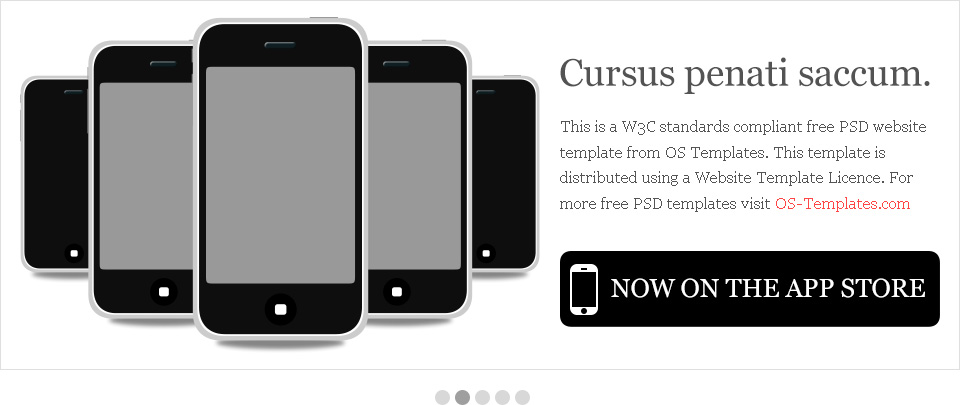 Cursus penati saccum.
This is a W3C standards compliant free PSD website
template from OS Templates. This template is
distributed using a Website Template Licence. For
more free PSD templates visit OS-Templates.com
NOW ON THE APP STORE